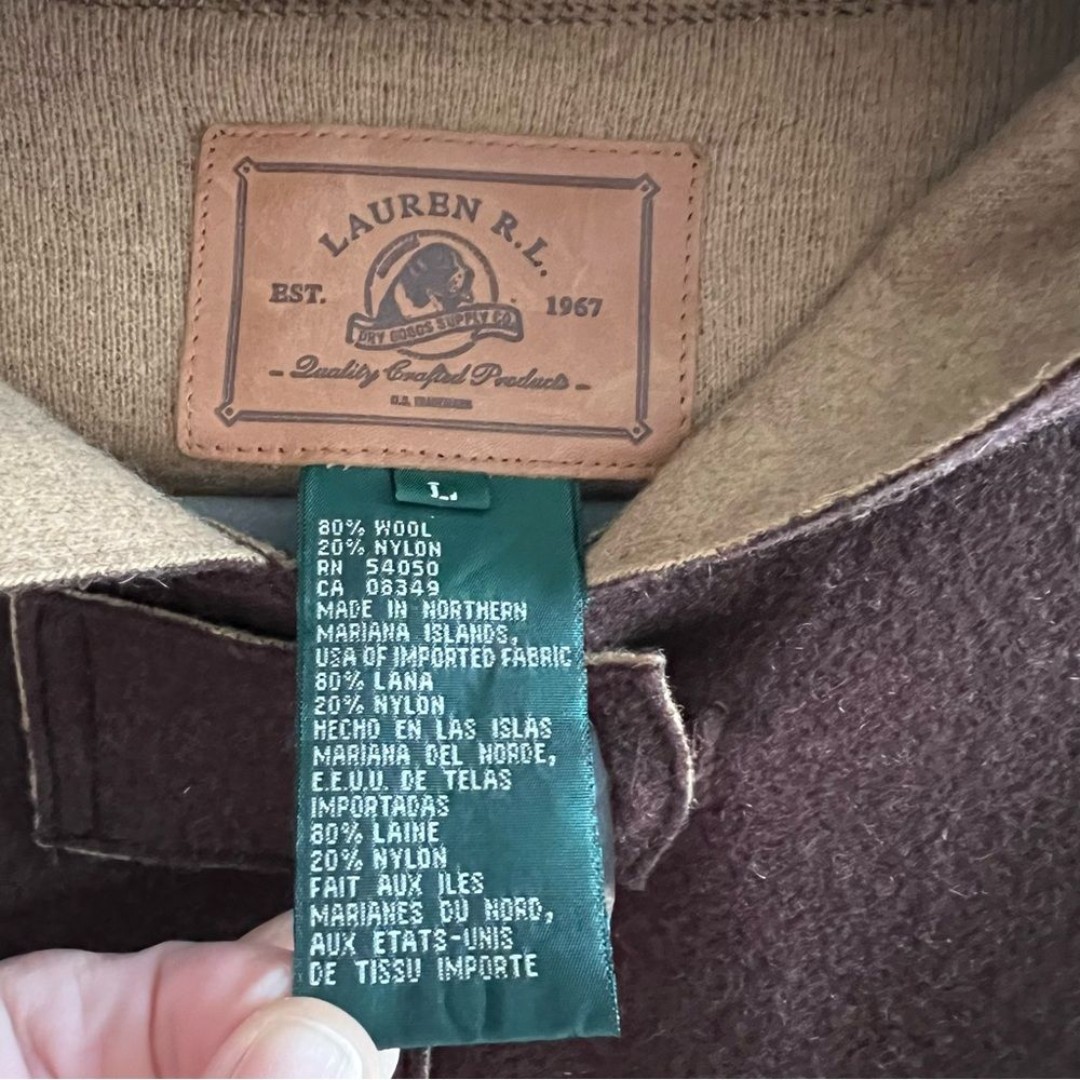 LAUREN R.L.
EST. 1967
DRY GOODS SUPPLY CO
- Quality Crafted Products -
U.S. TRADEMARK
L
80% WOOL
20% NYLON
RN 54050
CA 08349
MADE IN NORTHERN
MARIANA ISLANDS,
USA OF IMPORTED FABRIC
80% LANA
20% NYLON
HECHO EN LAS ISLAS
MARIANA DEL NORDE,
E.E.U.U. DE TELAS
IMPORTADAS
80% LAINE
20% NYLON
FAIT AUX ILES
MARIANES DU NORD,
AUX ETATS-UNIS
DE TISSU IMPORTE